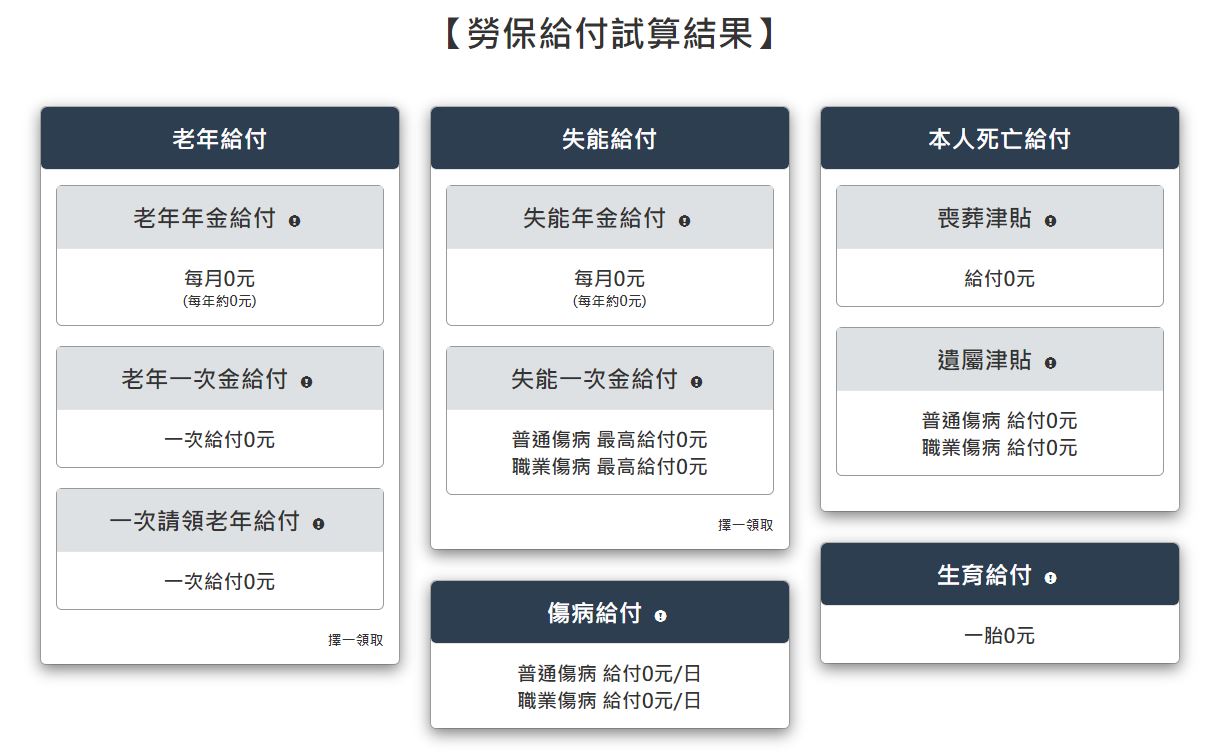 【勞保給付試算結果】
老年給付
老年年金給付
每月0元
(每年約0元)
老年一次金給付
一次給付0元
一次請領老年給付
一次給付0元
擇一領取
失能給付
失能年金給付
每月0元
(每年約0元)
失能一次金給付
普通傷病 最高給付0元
職業傷病 最高給付0元
擇一領取
傷病給付
普通傷病 給付0元/日
職業傷病 給付0元/日
本人死亡給付
喪葬津貼
給付0元
遺屬津貼
普通傷病 給付0元
職業傷病 給付0元
生育給付
一胎0元